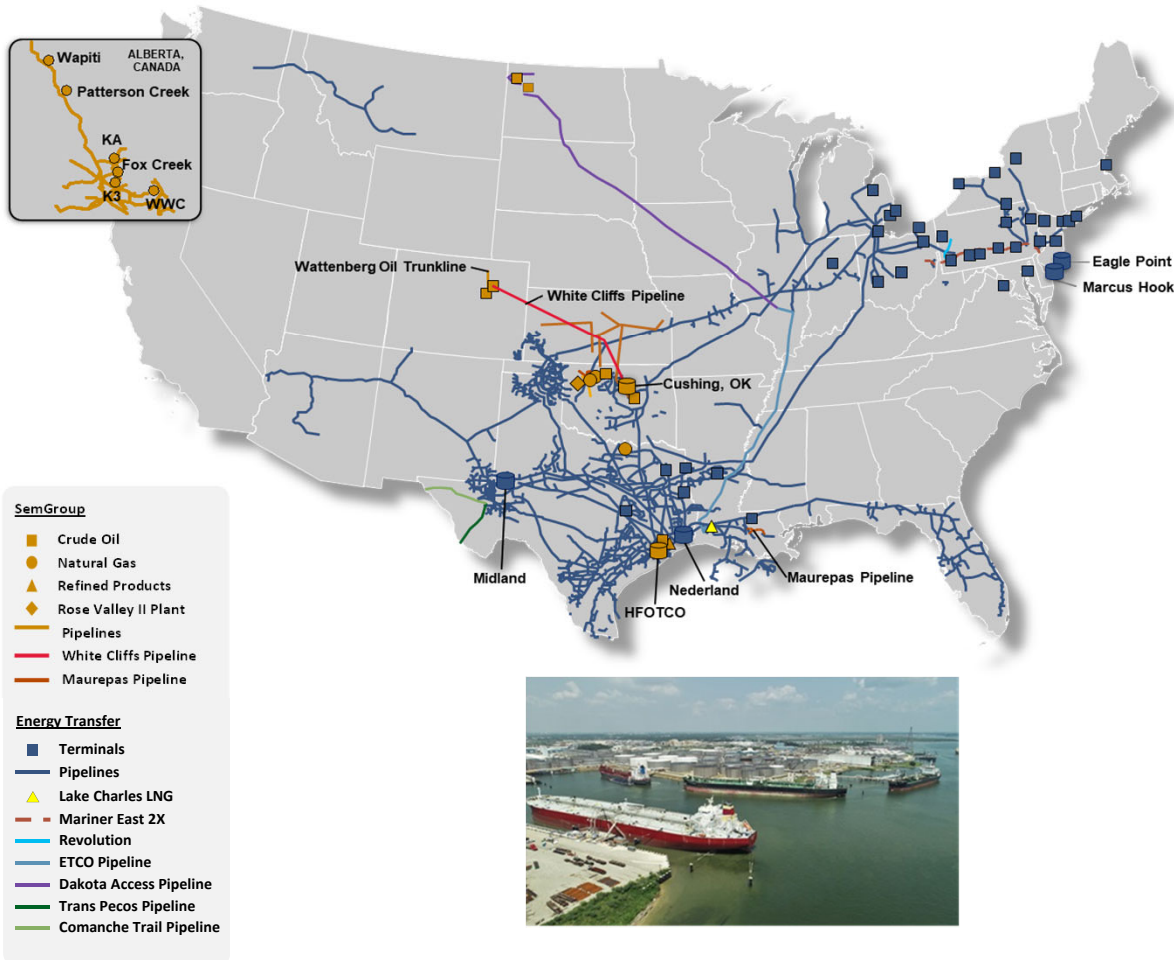 ALBERTA,
CANADA
Wapiti
Patterson Creek
KA
Fox Creek
K3
WWC
Wattenberg Oil Trunkline
White Cliffs Pipeline
Eagle Point
Marcus Hook
Cushing, OK
Midland
Nederland
HFOTCO
Maurepas Pipeline
SemGroup
Crude Oil
Natural Gas
Refined Products
Rose Valley II Plant
Pipelines
White Cliffs Pipeline
Maurepas Pipeline
Energy Transfer
Terminals
Pipelines
Lake Charles LNG
Mariner East 2X
Revolution
ETCO Pipeline
Dakota Access Pipeline
Trans Pecos Pipeline
Comanche Trail Pipeline